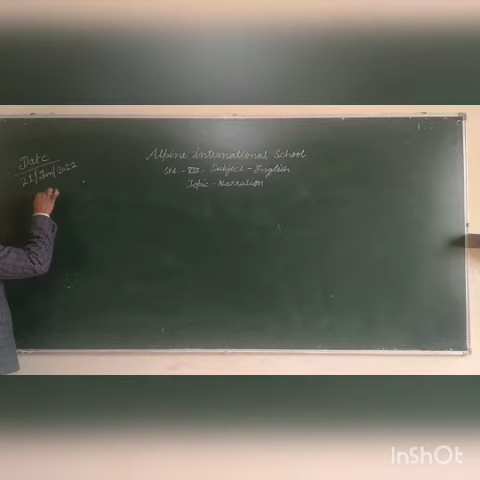 Date
21/Jan/2022
Alpine international School
Std.-VIII- Subject-English
Topic-Narration
InShOt